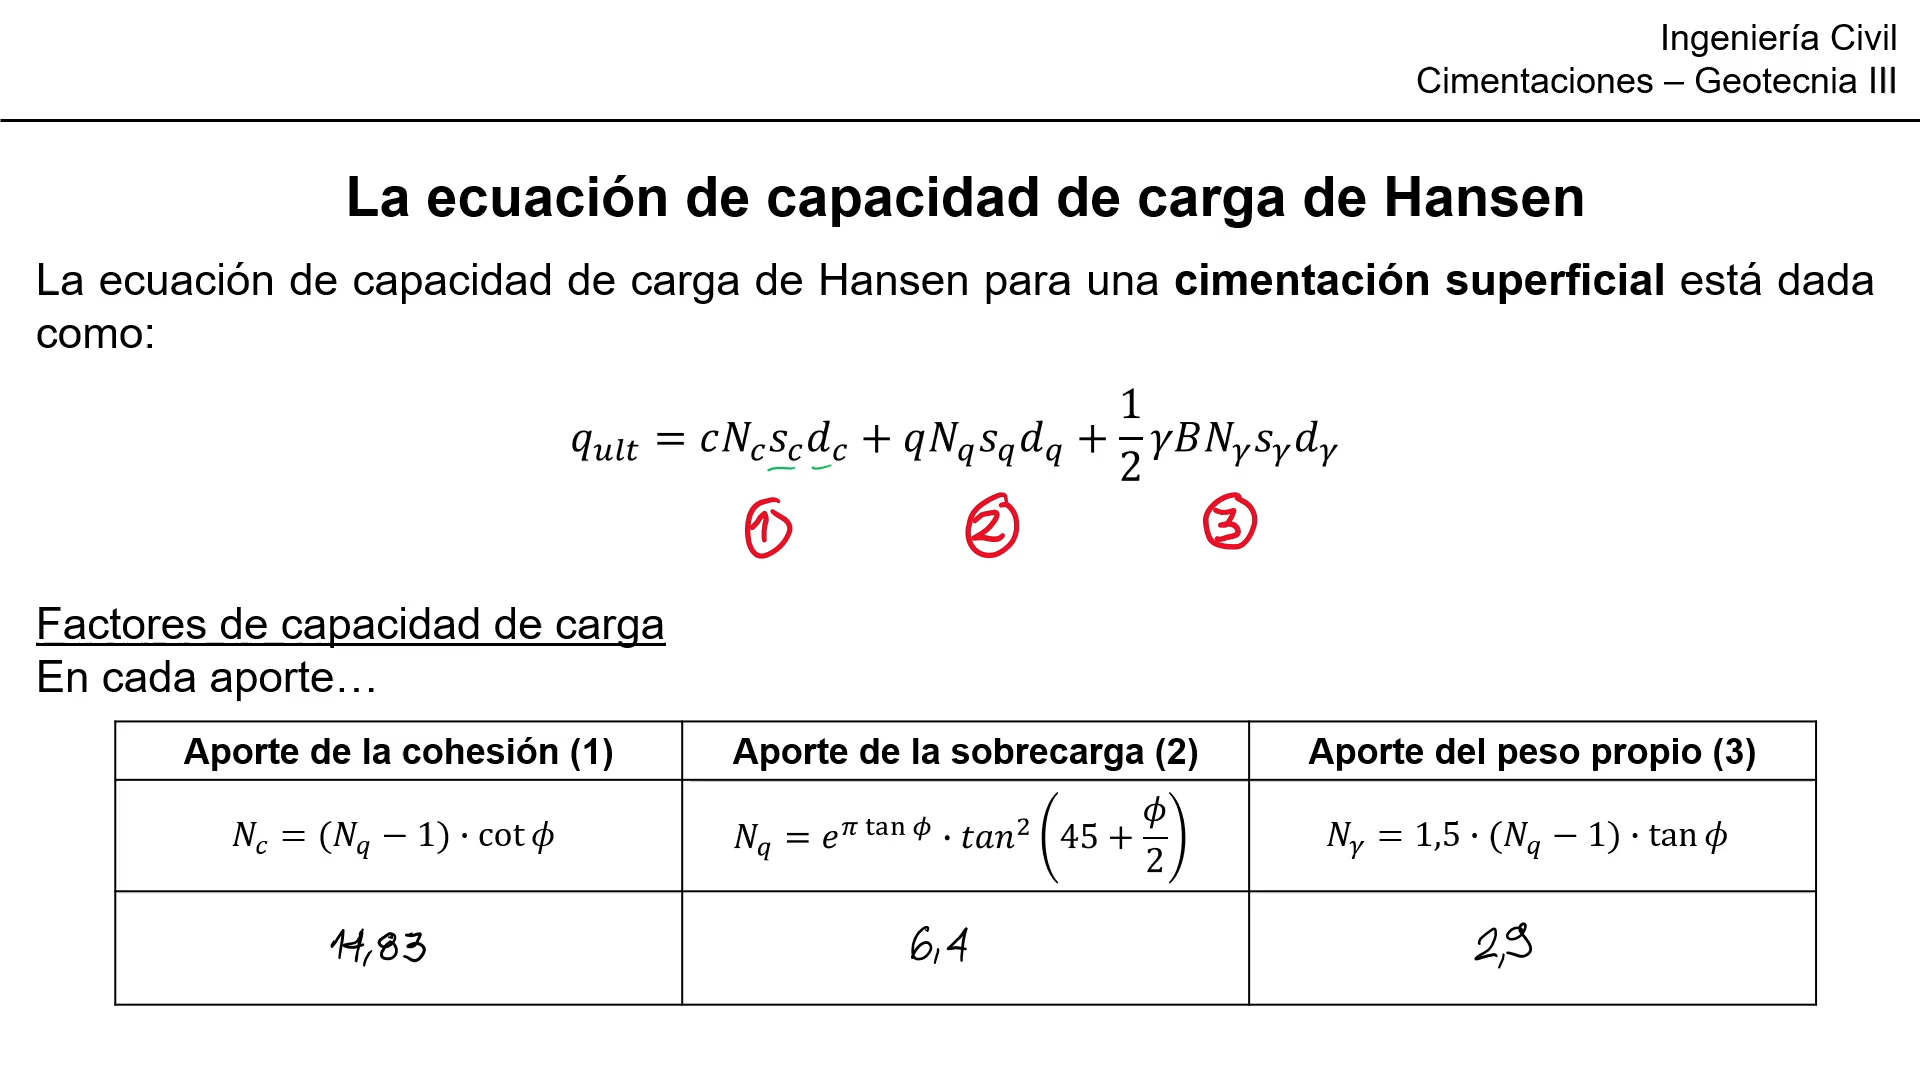 Ingeniería Civil
Cimentaciones – Geotecnia III
La ecuación de capacidad de carga de Hansen
La ecuación de capacidad de carga de Hansen para una cimentación superficial está dada
como:
q_ult = cN_c s_c d_c + qN_q s_q d_q + 1/2 γBN_γ s_γ d_γ
1 2 3
Factores de capacidad de carga
En cada aporte…
Aporte de la cohesión (1) Aporte de la sobrecarga (2) Aporte del peso propio (3)
N_c = (N_q − 1) · cot ϕ N_q = e^(π tan ϕ) · tan² (45 + ϕ/2) N_γ = 1,5 · (N_q − 1) · tan ϕ
14,83 6,4 2,9